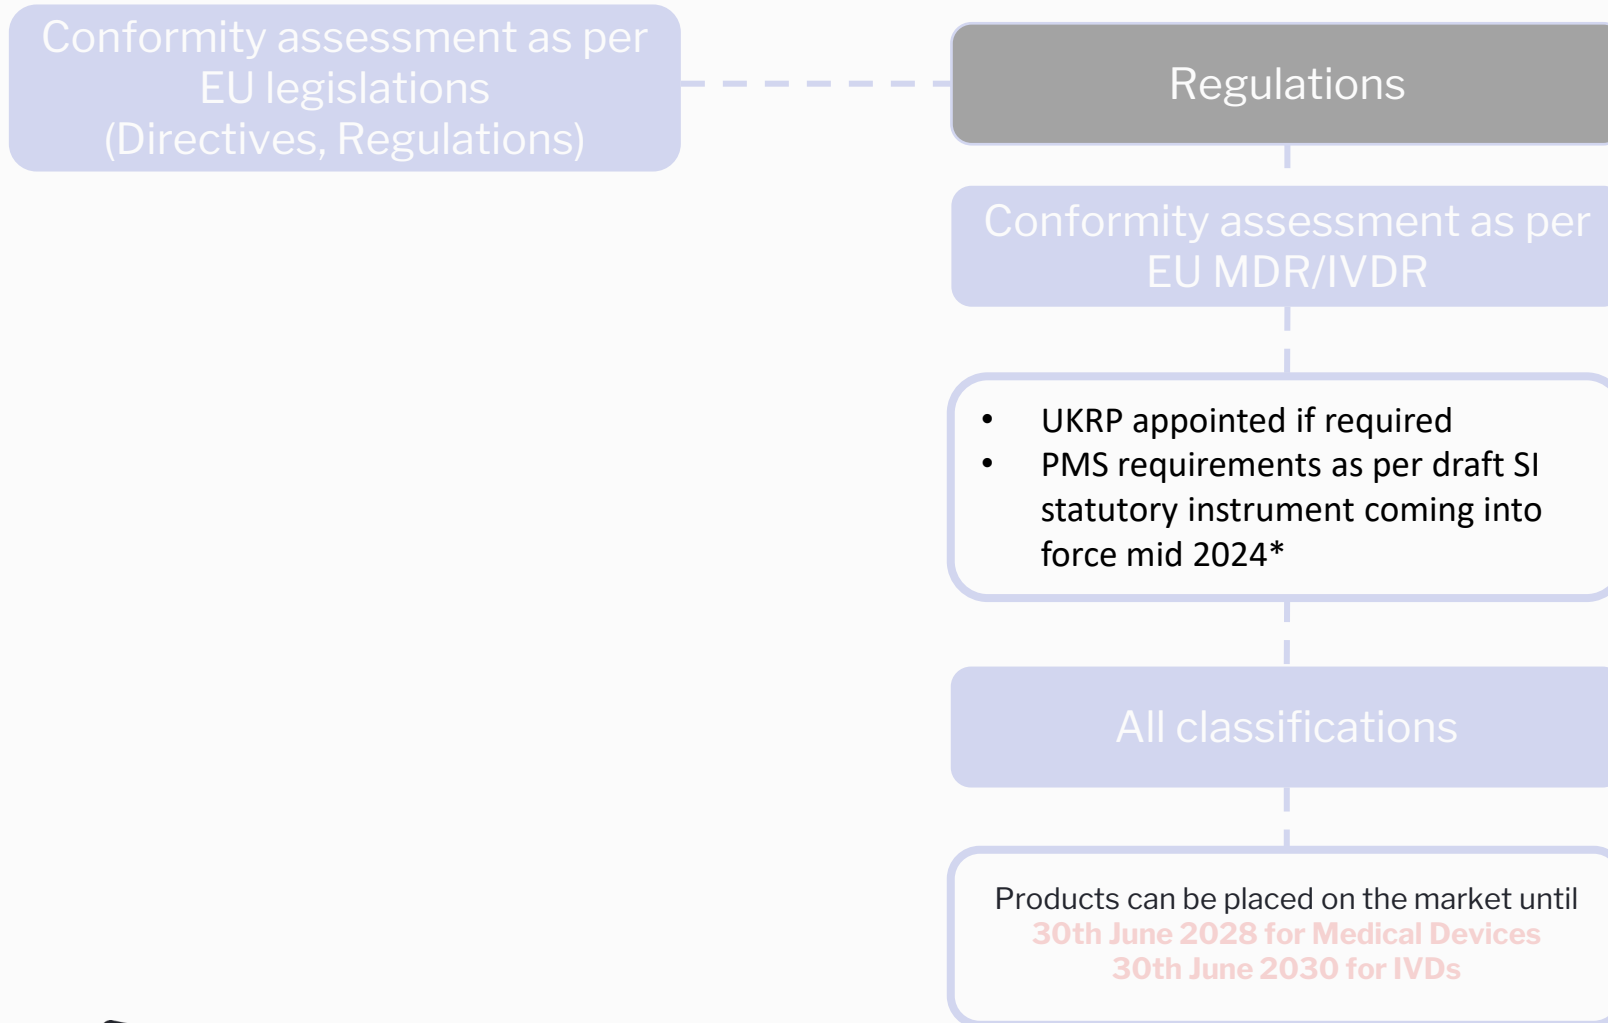 Conformity assessment as per
EU legislations
(Directives, Regulations)
Regulations
Conformity assessment as per
EU MDR/IVDR
• UKRP appointed if required
• PMS requirements as per draft SI
statutory instrument coming into
force mid 2024*
All classifications
Products can be placed on the market until
30th June 2028 for Medical Devices
30th June 2030 for IVDs